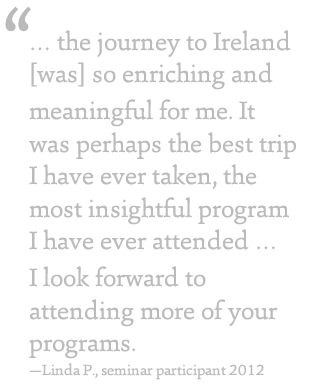 “
… the journey to Ireland
[was] so enriching and
meaningful for me. It
was perhaps the best trip
I have ever taken, the
most insightful program
I have ever attended …
I look forward to
attending more of your
programs.
—Linda P., seminar participant 2012